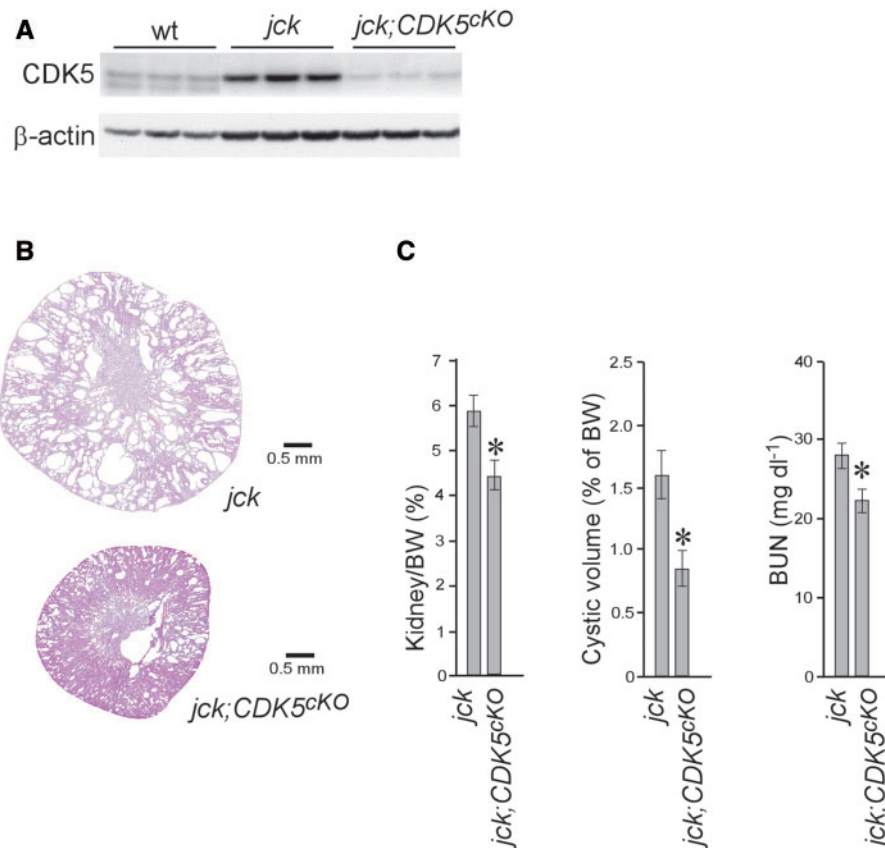 A
wt
jck
jck;CDK5cKO
CDK5
β-actin
B
jck
0.5 mm
jck;CDK5cKO
0.5 mm
C
Kidney/BW (%)
7
6
5
4
3
2
1
0
*
jck
jck;CDK5cKO
Cystic volume (% of BW)
2.5
2.0
1.5
1.0
0.5
0
*
jck
jck;CDK5cKO
BUN (mg dl-1)
40
30
20
10
0
*
jck
jck;CDK5cKO